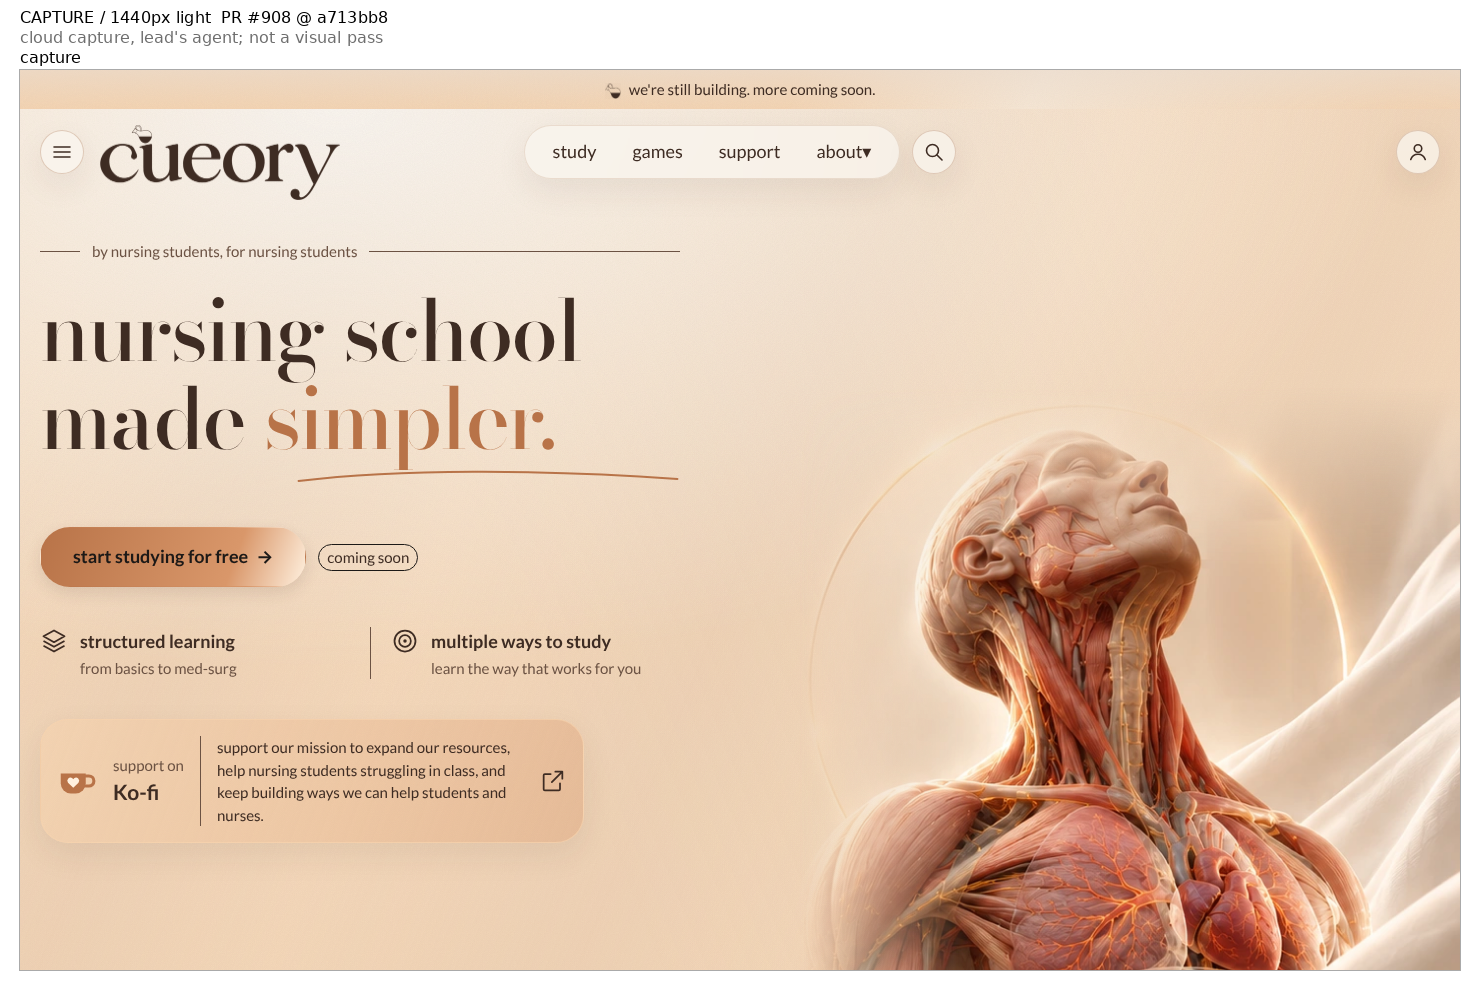 CAPTURE / 1440px light  PR #908 @ a713bb8
cloud capture, lead's agent; not a visual pass
capture
we're still building. more coming soon.
cueory
study
games
support
about▾
by nursing students, for nursing students
nursing school
made simpler.
start studying for free →
coming soon
structured learning
from basics to med-surg
multiple ways to study
learn the way that works for you
support on
Ko-fi
support our mission to expand our resources,
help nursing students struggling in class, and
keep building ways we can help students and
nurses.